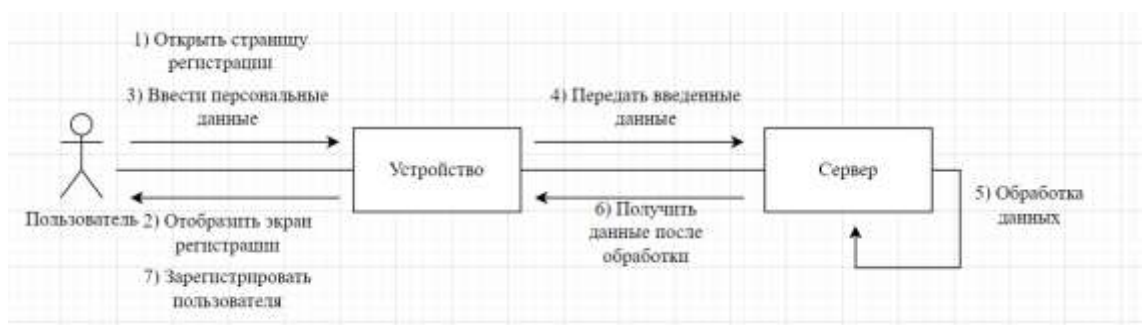 1) Открыть страницу
регистрации
3) Ввести персональные
данные
4) Передать введенные
данные
Устройство
Сервер
5) Обработка
данных
Пользователь
2) Отобразить экран
регистрации
6) Получить
данные после
обработки
7) Зарегистрировать
пользователя